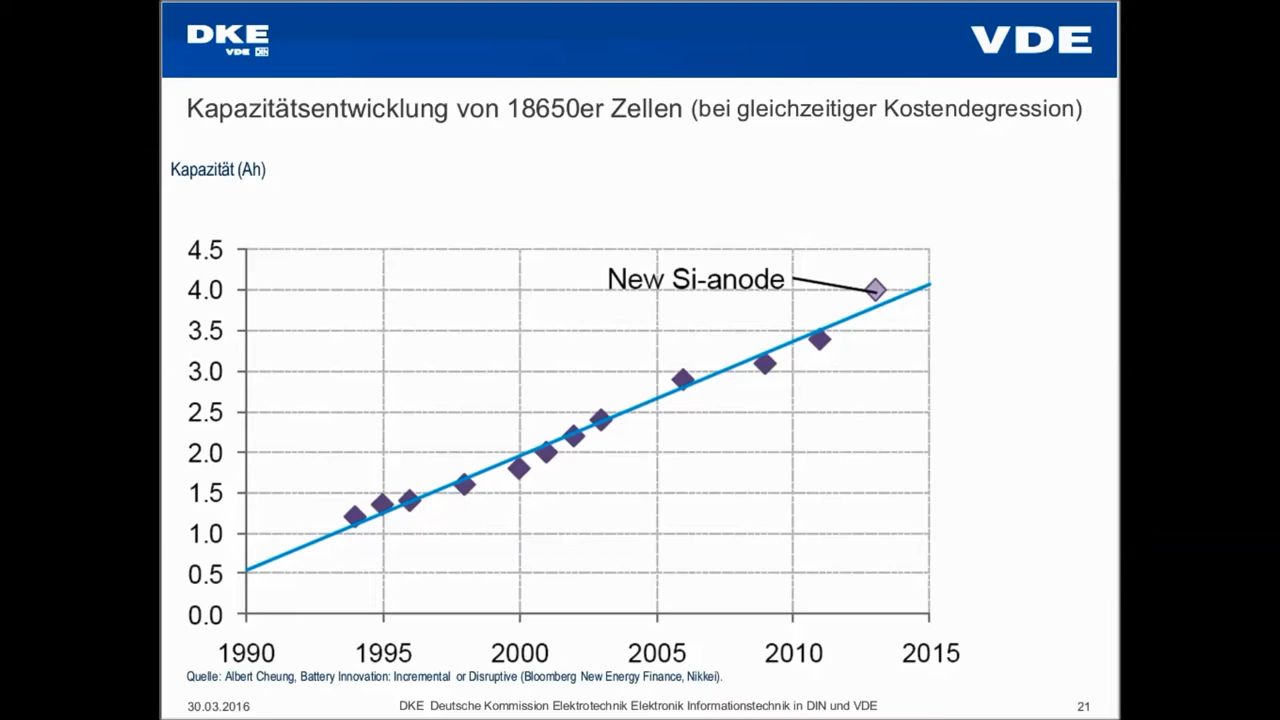 DKE
VDE DIN
VDE
Kapazitätsentwicklung von 18650er Zellen (bei gleichzeitiger Kostendegression)
Kapazität (Ah)
4.5
New Si-anode
4.0
3.5
3.0
2.5
2.0
1.5
1.0
0.5
0.0
1990 1995 2000 2005 2010 2015
Quelle: Albert Cheung, Battery Innovation: Incremental or Disruptive (Bloomberg New Energy Finance, Nikkei).
30.03.2016 DKE Deutsche Kommission Elektrotechnik Elektronik Informationstechnik in DIN und VDE 21